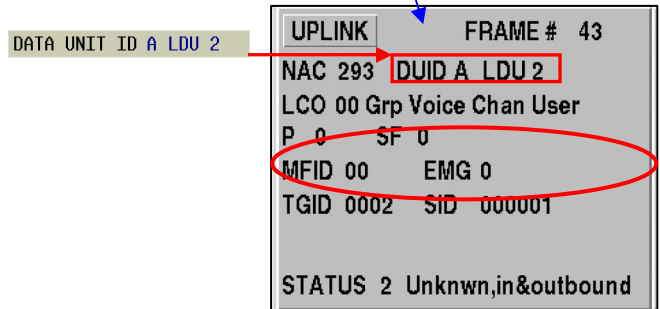 UPLINK FRAME # 43
DATA UNIT ID A LDU 2
NAC 293 DUID A LDU 2
LCO 00 Grp Voice Chan User
P 0 SF 0
MFID 00 EMG 0
TGID 0002 SID 000001
STATUS 2 Unknwn,in&outbound